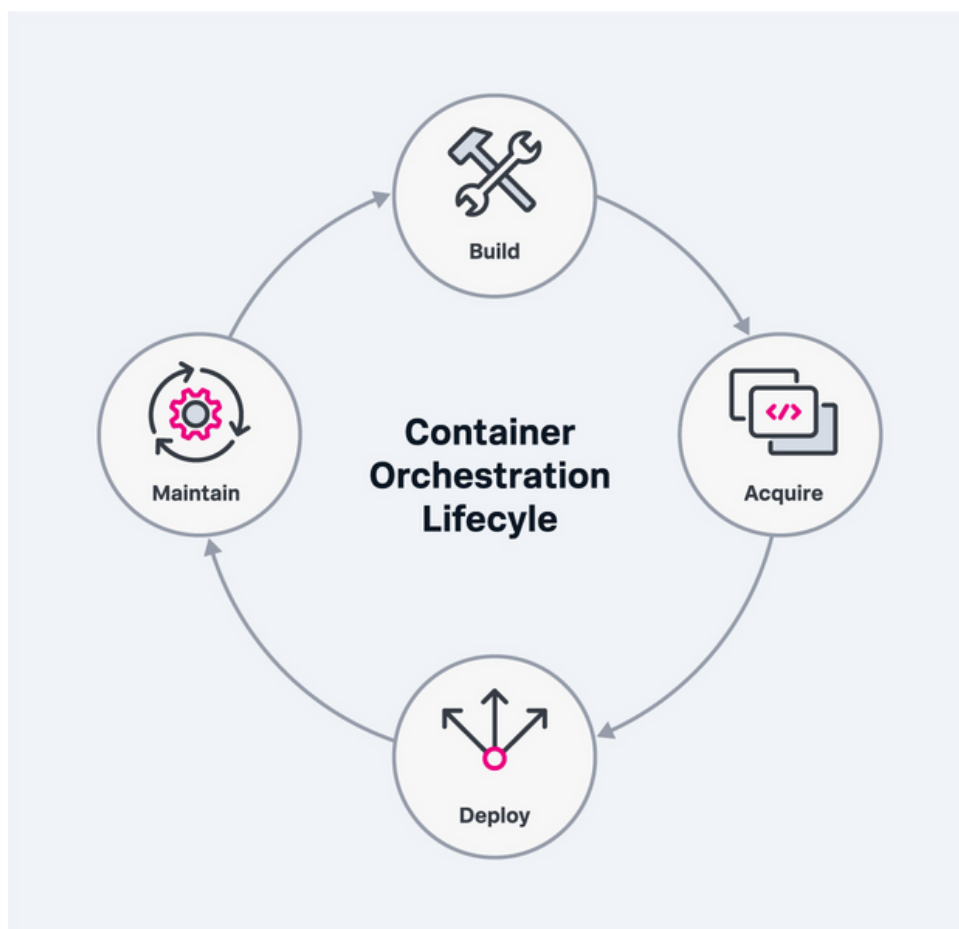 Build
Acquire
Container
Orchestration
Lifecyle
Maintain
Deploy